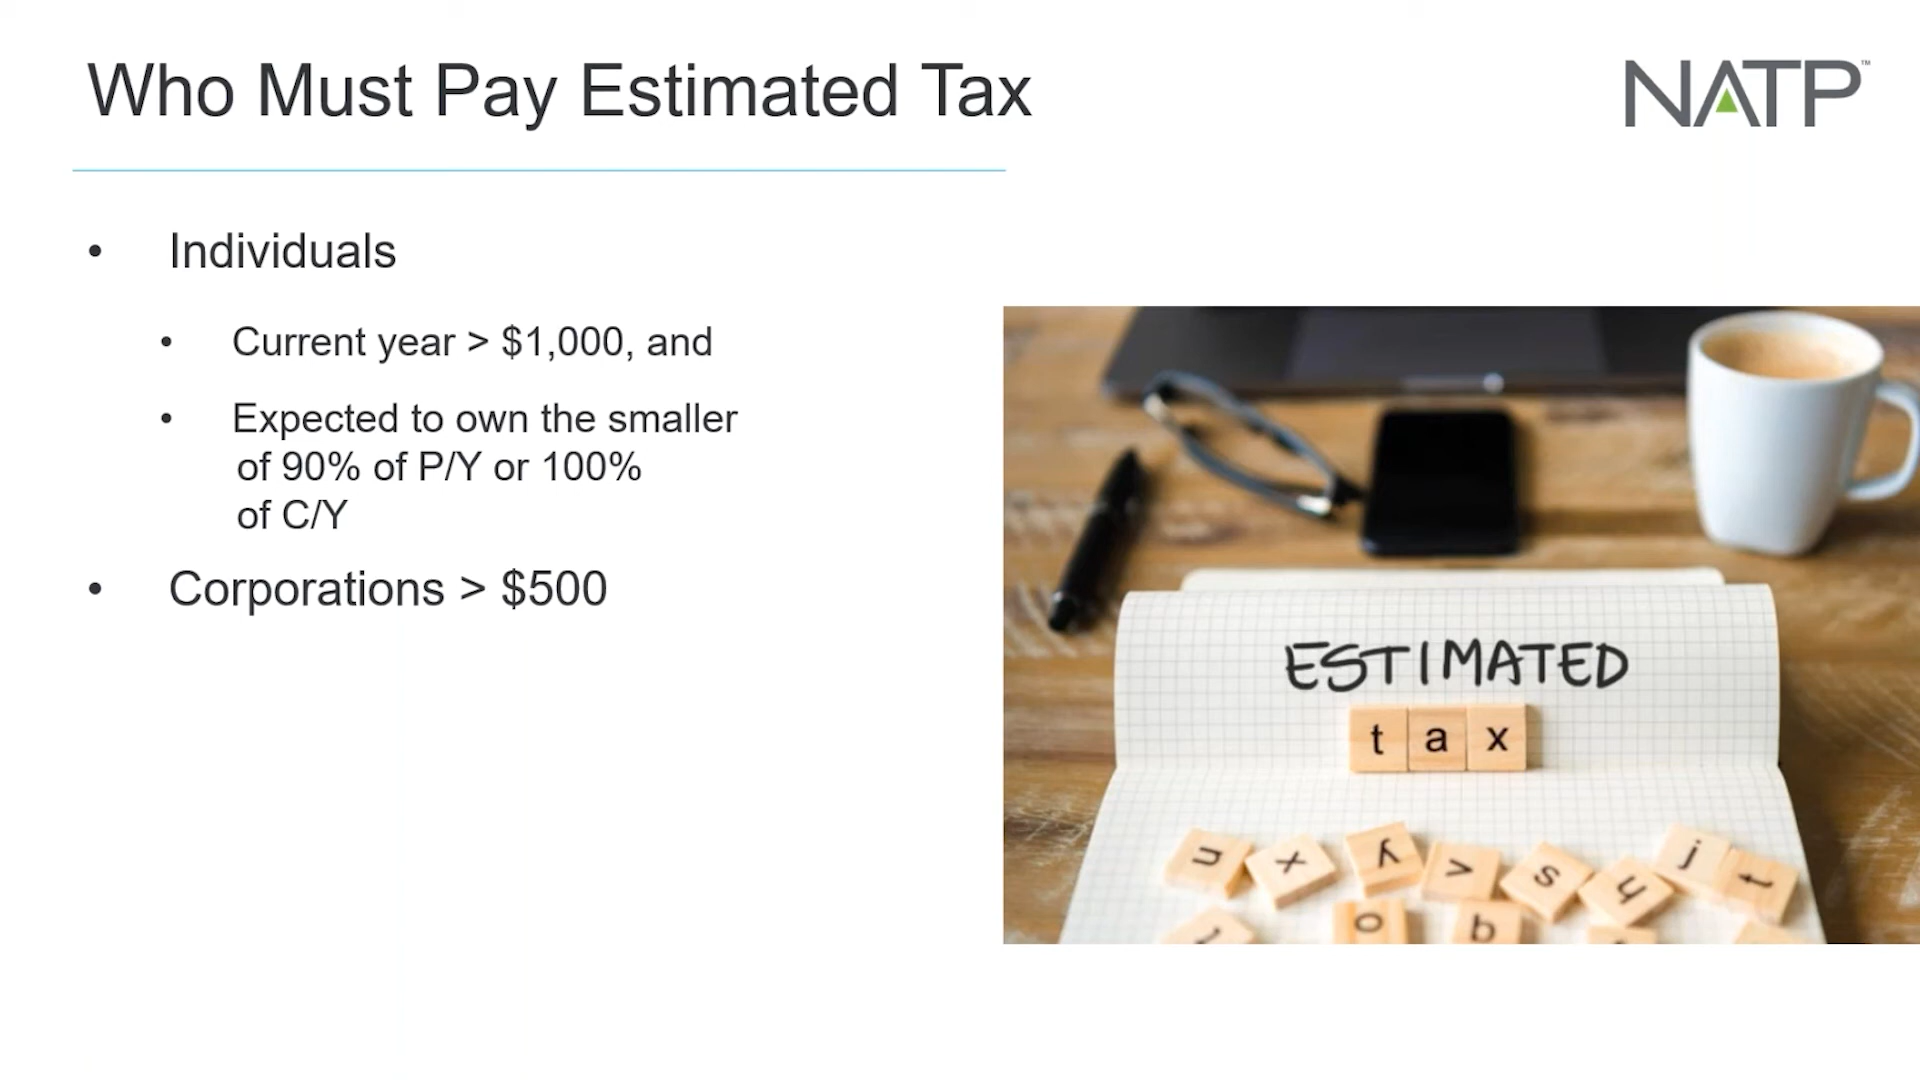 Who Must Pay Estimated Tax
NATP™
• Individuals
• Current year > $1,000, and
• Expected to own the smaller
of 90% of P/Y or 100%
of C/Y
• Corporations > $500
ESTIMATED
t a x
n x y v s h j t
o b